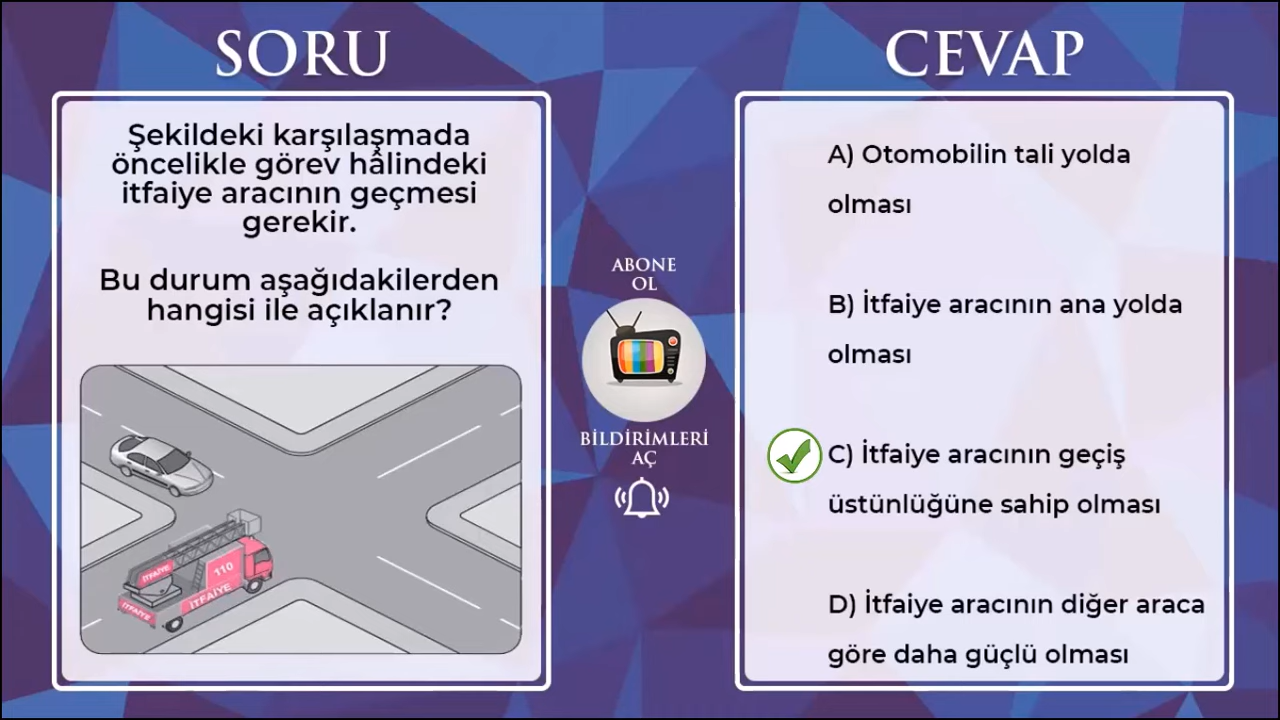 SORU
Şekildeki karşılaşmada
öncelikle görev hâlindeki
itfaiye aracının geçmesi
gerekir.
Bu durum aşağıdakilerden
hangisi ile açıklanır?
İTFAİYE
110
İTFAİYE
İTFAİYE
ABONE
OL
BİLDİRİMLERİ
AÇ
CEVAP
A) Otomobilin tali yolda
olması
B) İtfaiye aracının ana yolda
olması
C) İtfaiye aracının geçiş
üstünlüğüne sahip olması
D) İtfaiye aracının diğer araca
göre daha güçlü olması